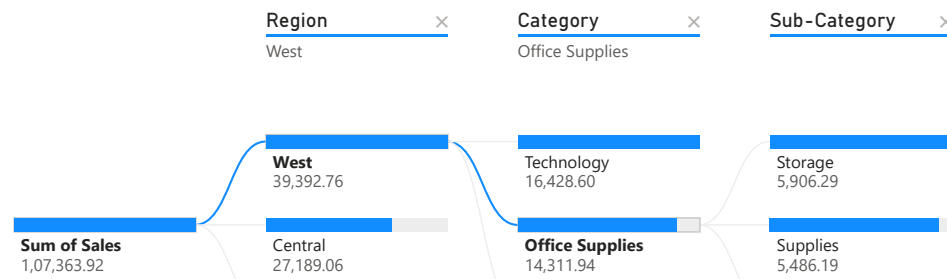 Region
Category
Sub-Category
West
Office Supplies
West
39,392.76
Technology
16,428.60
Storage
5,906.29
Sum of Sales
1,07,363.92
Central
27,189.06
Office Supplies
14,311.94
Supplies
5,486.19